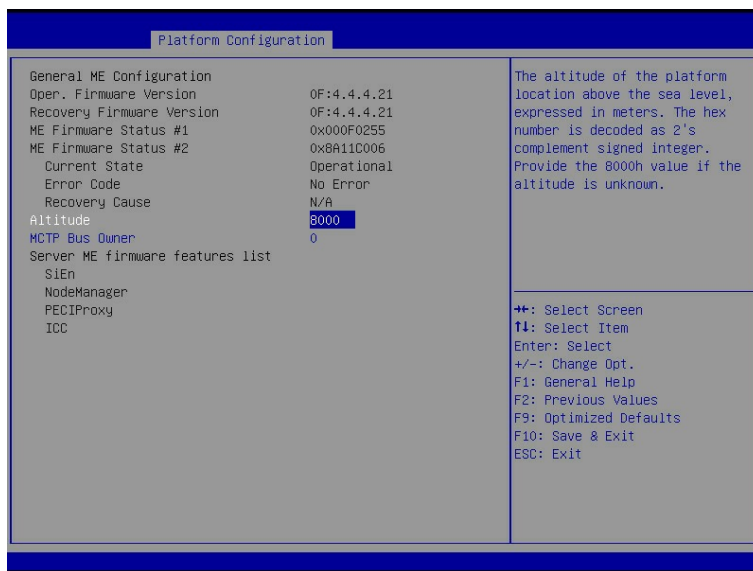 Platform Configuration
General ME Configuration
Oper. Firmware Version 0F:4.4.4.21
Recovery Firmware Version 0F:4.4.4.21
ME Firmware Status #1 0x000F0255
ME Firmware Status #2 0x8A11C006
Current State Operational
Error Code No Error
Recovery Cause N/A
Altitude 8000
MCTP Bus Owner 0
Server ME firmware features list
SiEn
NodeManager
PECIProxy
ICC
The altitude of the platform
location above the sea level,
expressed in meters. The hex
number is decoded as 2's
complement signed integer.
Provide the 8000h value if the
altitude is unknown.
→←: Select Screen
↑↓: Select Item
Enter: Select
+/-: Change Opt.
F1: General Help
F2: Previous Values
F9: Optimized Defaults
F10: Save & Exit
ESC: Exit